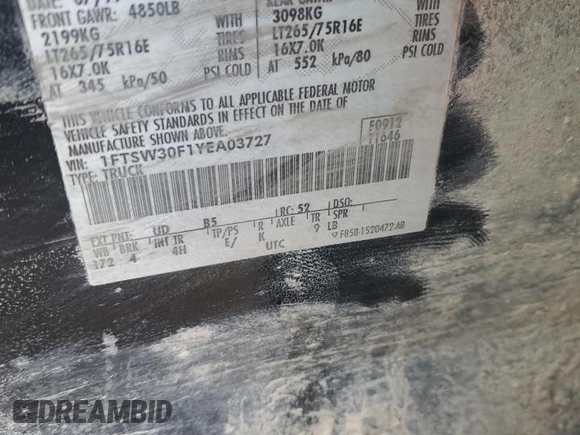 FRONT GAWR: 4850LB
2199KG
LT265/75R16E
16X7.0K
AT 345 kPa/50
WITH
TIRES
RIMS
PSI COLD
3098KG
LT265/75R16E
16X7.0K
AT 552 kPa/80
WITH
TIRES
RIMS
PSI COLD
THIS VEHICLE CONFORMS TO ALL APPLICABLE FEDERAL MOTOR
VEHICLE SAFETY STANDARDS IN EFFECT ON THE DATE OF
MANUFACTURE SHOWN ABOVE.
VIN: 1FTSW30F1YEA03727
TYPE: TRUCK
F0912
T1646
EXT PNT: UD B5 RC: 52 DSO:
WB BRK INT TR TP/PS R AXLE TR SPR
172 4 4H E/ K 9 LB
UTC
F85B-1520472-AB
DREAMBID